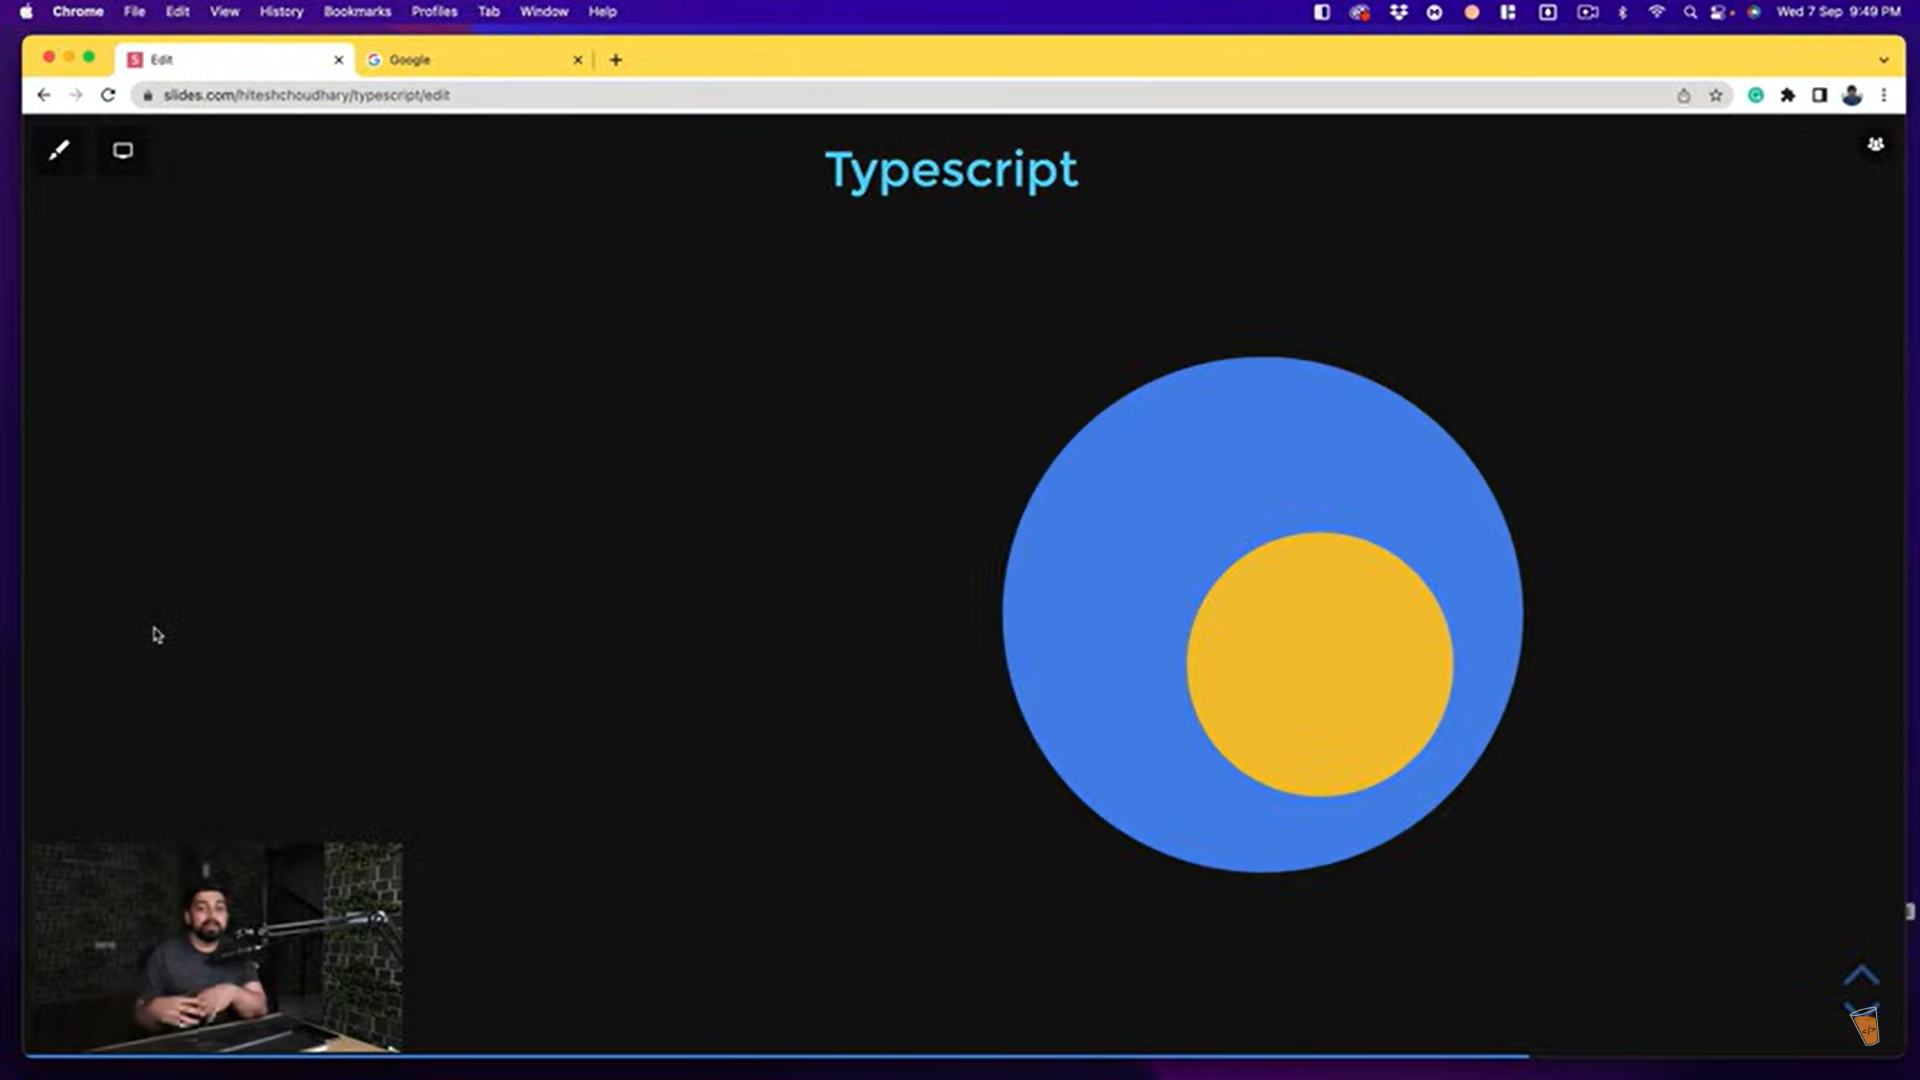 Chrome File Edit View History Bookmarks Profiles Tab Window Help Wed 7 Sep 9:49 PM
Edit Google
slides.com/hiteshchoudhary/typescript/edit
Typescript